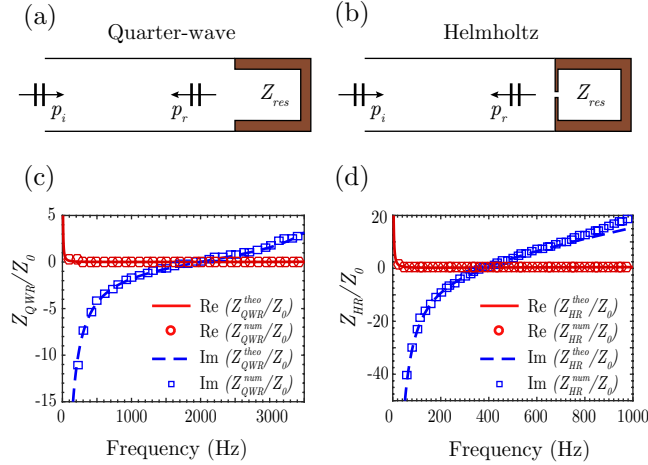 (a)
Quarter-wave
p_i
p_r
Z_res
(b)
Helmholtz
p_i
p_r
Z_res
(c)
Z_QWR/Z_0
5
0
-5
-10
-15
Re (Z_QWR^theo/Z_0)
Re (Z_QWR^num/Z_0)
Im (Z_QWR^theo/Z_0)
Im (Z_QWR^num/Z_0)
0 1000 2000 3000
Frequency (Hz)
(d)
Z_HR/Z_0
20
0
-20
-40
Re (Z_HR^theo/Z_0)
Re (Z_HR^num/Z_0)
Im (Z_HR^theo/Z_0)
Im (Z_HR^num/Z_0)
0 200 400 600 800 1000
Frequency (Hz)